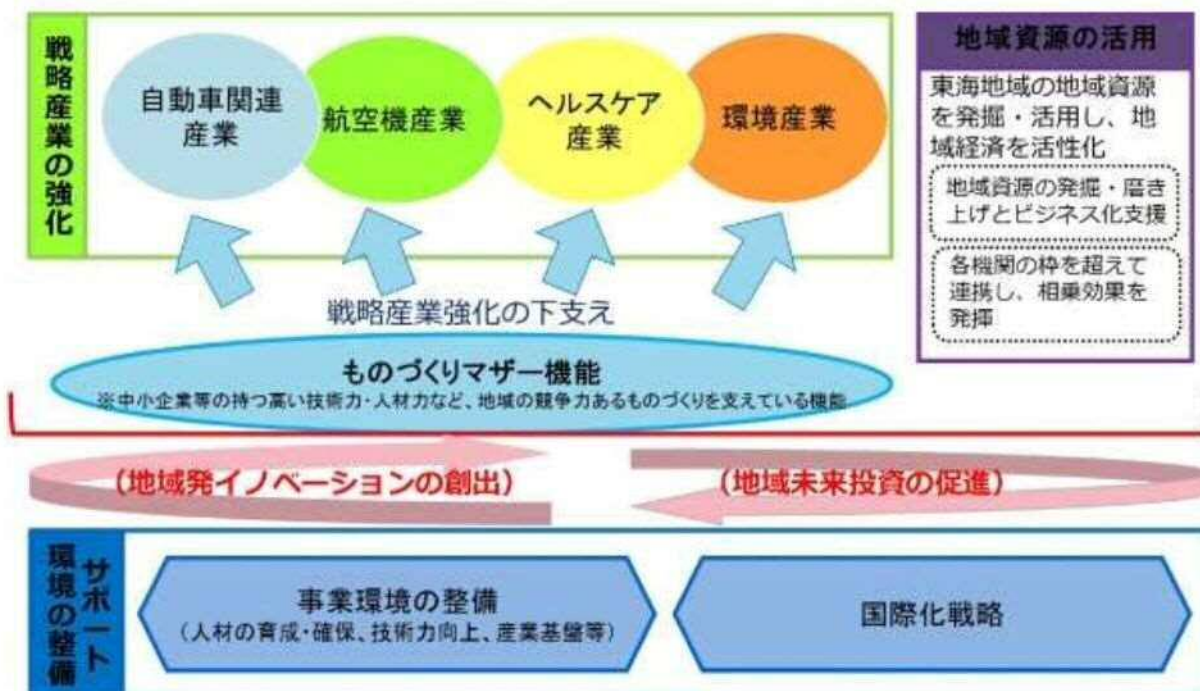 戦略産業の強化
自動車関連
産業
航空機産業
ヘルスケア
産業
環境産業
戦略産業強化の下支え
ものづくりマザー機能
※中小企業等の持つ高い技術力・人材力など、地域の競争力あるものづくりを支えている機能
地域資源の活用
東海地域の地域資源
を発掘・活用し、地
域経済を活性化
地域資源の発掘・磨き
上げとビジネス化支援
各機関の枠を超えて
連携し、相乗効果を
発揮
(地域発イノベーションの創出)
(地域未来投資の促進)
サポート
環境の整備
事業環境の整備
(人材の育成・確保、技術力向上、産業基盤等)
国際化戦略